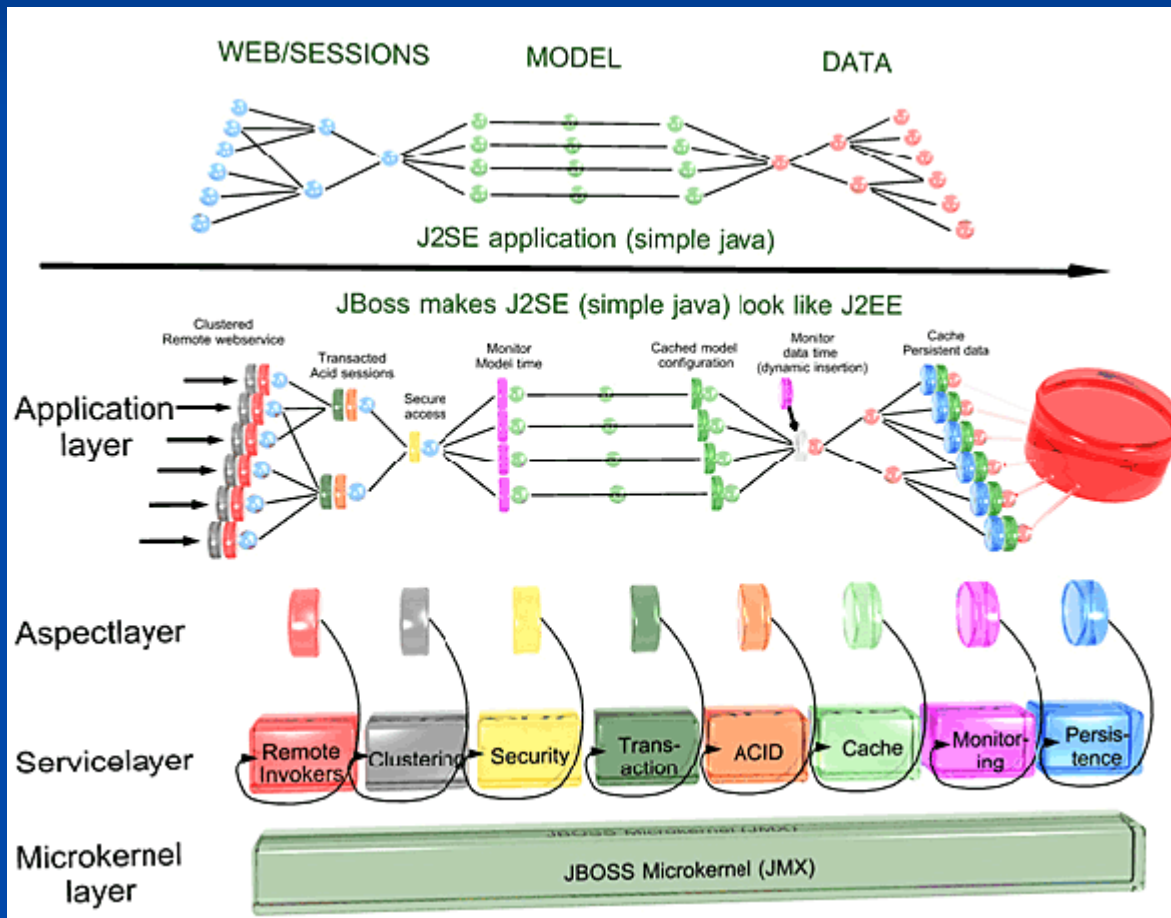 WEB/SESSIONS MODEL DATA
J2SE application (simple java)
JBoss makes J2SE (simple java) look like J2EE
Clustered
Remote webservice
Transacted
Acid sessions
Secure
access
Monitor
Model time
Cached model
configuration
Monitor
data time
(dynamic insertion)
Cache
Persistent data
Application
layer
Aspectlayer
Servicelayer
Remote
Invokers
Clustering
Security
Trans-
action
ACID
Cache
Monitor-
ing
Persis-
tence
Microkernel
layer
JBOSS Microkernel (JMX)
JBOSS Microkernel (JMX)